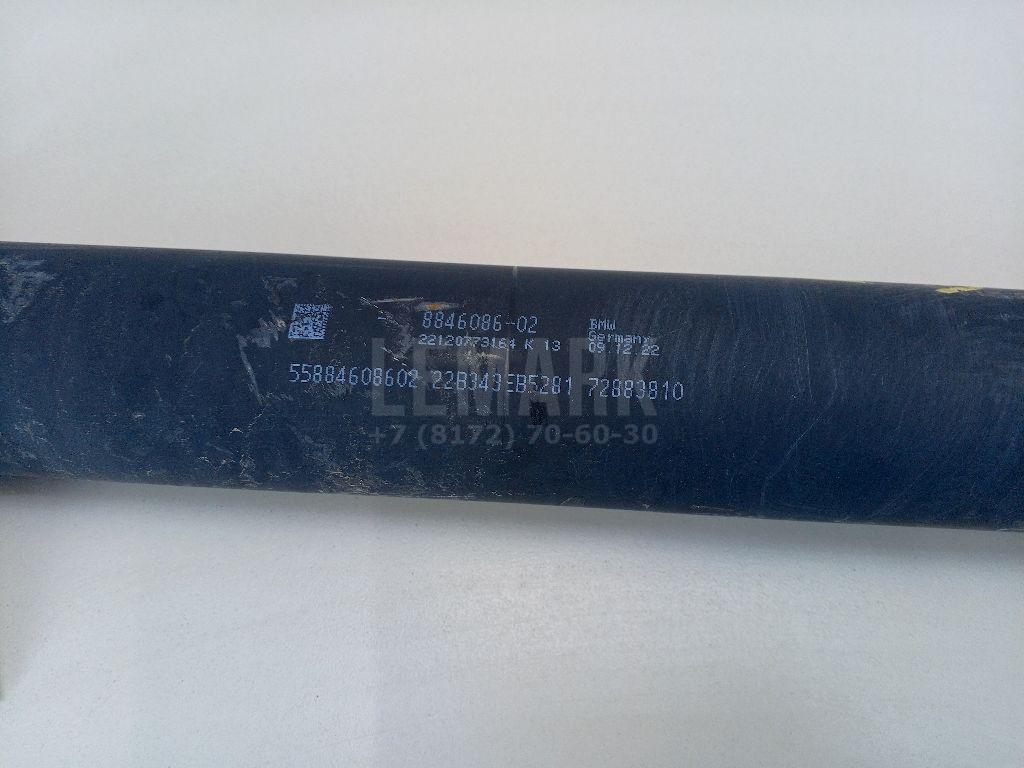 8846086-02
22120773164 K 13
BMW
Germany
09.12.22
55884608602 22B343EB5281 72883810
LEMARK
+7 (8172) 70-60-30